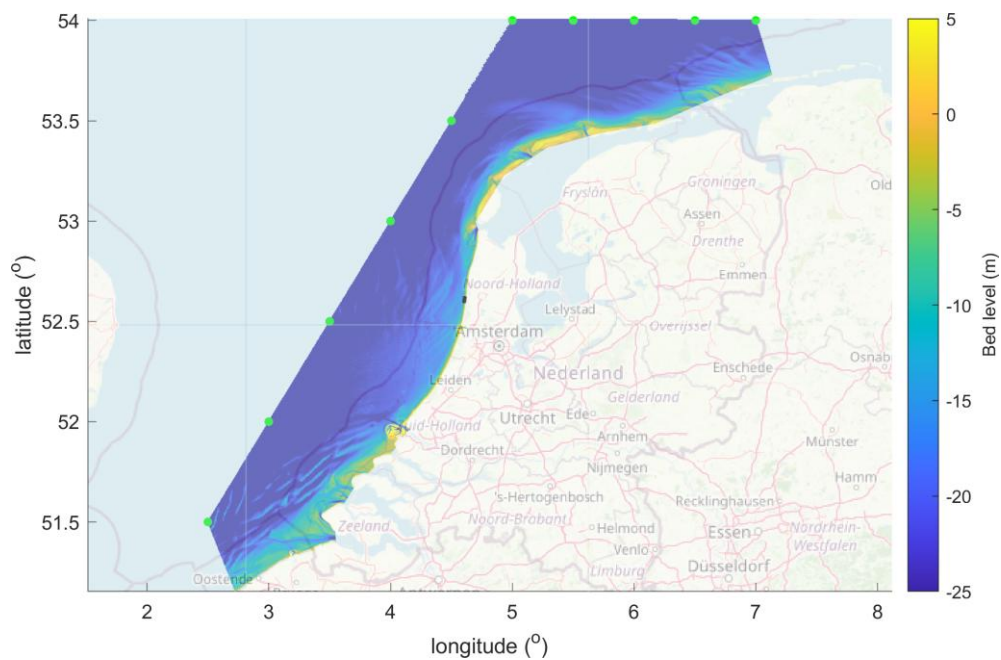 54
53.5
53
52.5
52
51.5
latitude (°)
2
3
4
5
6
7
8
longitude (°)
5
0
-5
-10
-15
-20
-25
Bed level (m)
Groningen
Fryslân
Assen
Drenthe
Emmen
Noord-Holland
Lelystad
Amsterdam
Overijssel
Osnab
Enschede
Leiden
Nederland
Gelderland
Utrecht
Ede
uid-Holland
Arnhem
Münster
Dordrecht
Nijmegen
Hamm
's-Hertogenbosch
Recklinghausen
Zeeland
Noord-Brabant
Helmond
Essen
Nordrhein-
Westfalen
Venlo
Oostende
Limburg
Düsseldorf
Old